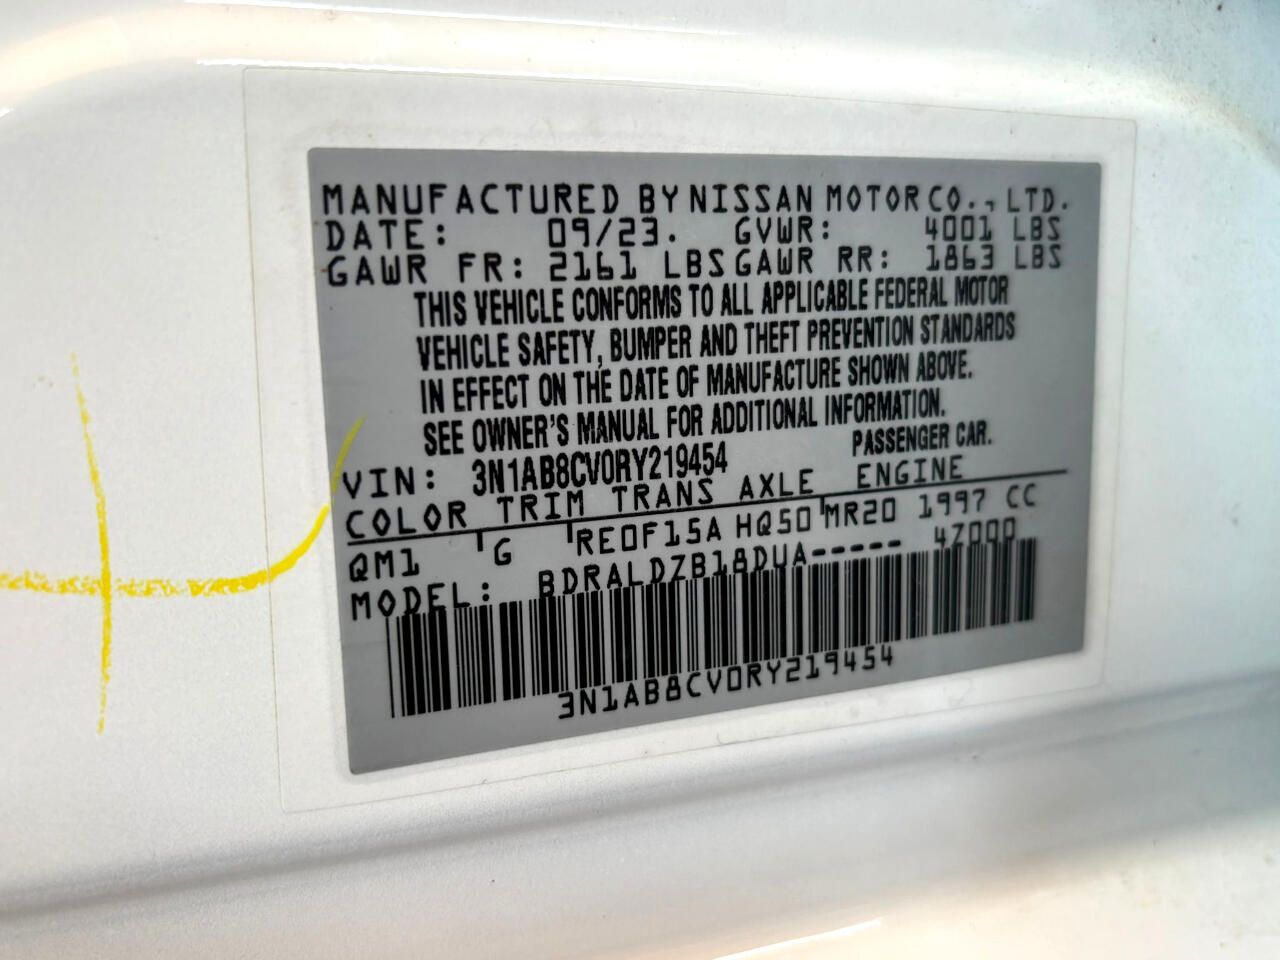 MANUFACTURED BY NISSAN MOTOR CO., LTD.
DATE: 09/23. GVWR: 4001 LBS
GAWR FR: 2161 LBS GAWR RR: 1863 LBS
THIS VEHICLE CONFORMS TO ALL APPLICABLE FEDERAL MOTOR
VEHICLE SAFETY, BUMPER AND THEFT PREVENTION STANDARDS
IN EFFECT ON THE DATE OF MANUFACTURE SHOWN ABOVE.
SEE OWNER'S MANUAL FOR ADDITIONAL INFORMATION.
VIN: 3N1AB8CV0RY219454 PASSENGER CAR.
COLOR TRIM TRANS AXLE ENGINE
QM1 G RE0F15A HQ50 MR20 1997 CC
MODEL: BDRALDZB18DUA----- 4Z000
3N1AB8CV0RY219454